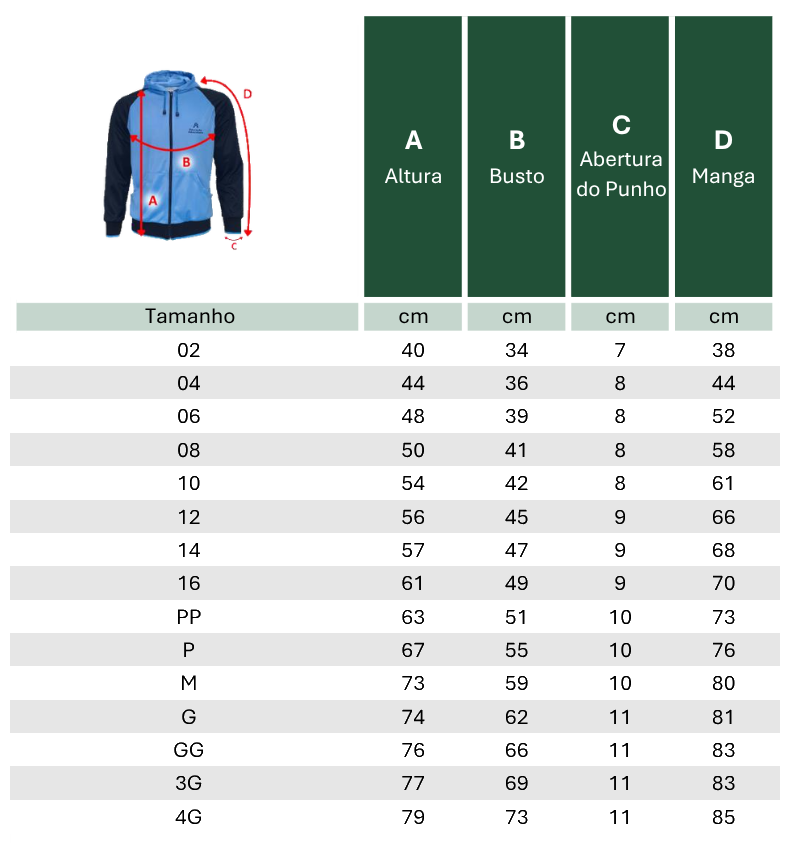 A
Altura
B
Busto
C
Abertura
do Punho
D
Manga
D
B
A
C
Tamanho cm cm cm cm
02 40 34 7 38
04 44 36 8 44
06 48 39 8 52
08 50 41 8 58
10 54 42 8 61
12 56 45 9 66
14 57 47 9 68
16 61 49 9 70
PP 63 51 10 73
P 67 55 10 76
M 73 59 10 80
G 74 62 11 81
GG 76 66 11 83
3G 77 69 11 83
4G 79 73 11 85